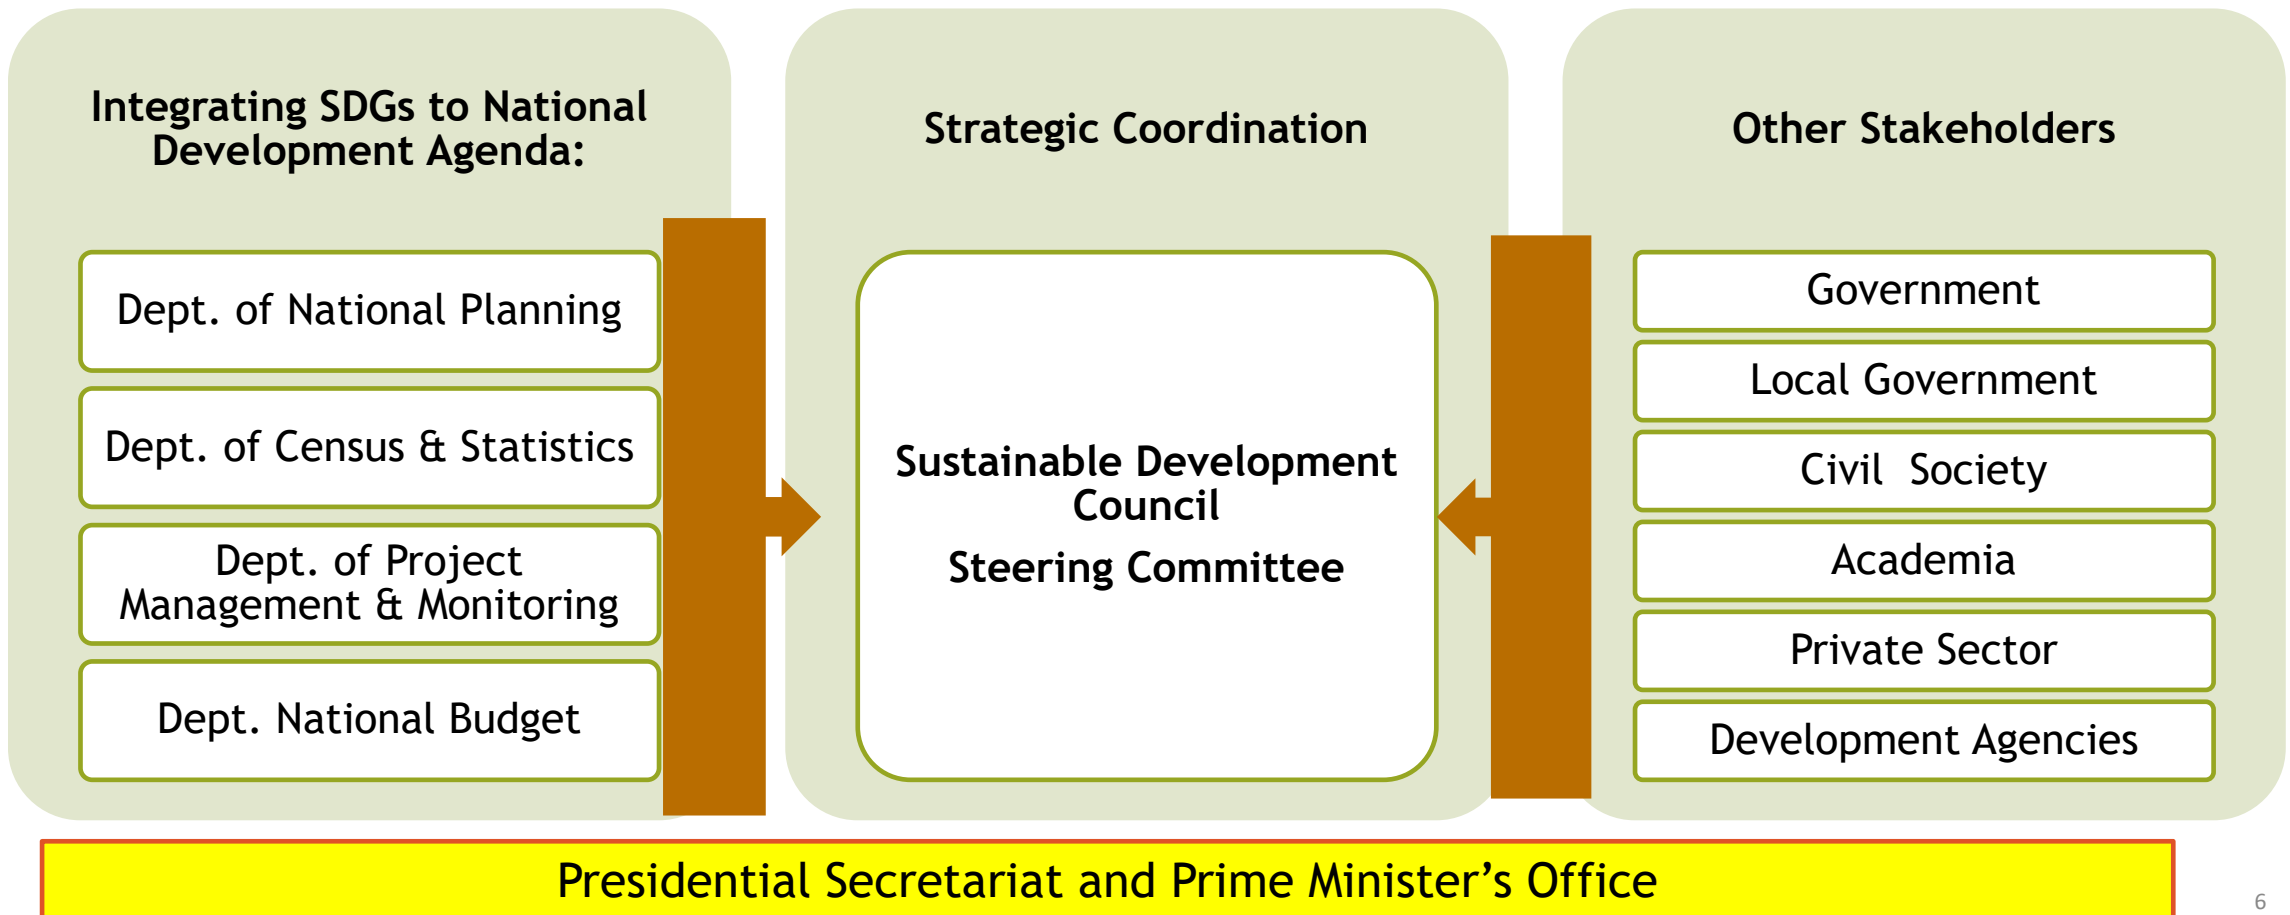 Integrating SDGs to National
Development Agenda:
Dept. of National Planning
Dept. of Census & Statistics
Dept. of Project
Management & Monitoring
Dept. National Budget
Strategic Coordination
Sustainable Development
Council
Steering Committee
Other Stakeholders
Government
Local Government
Civil  Society
Academia
Private Sector
Development Agencies
Presidential Secretariat and Prime Minister’s Office
6